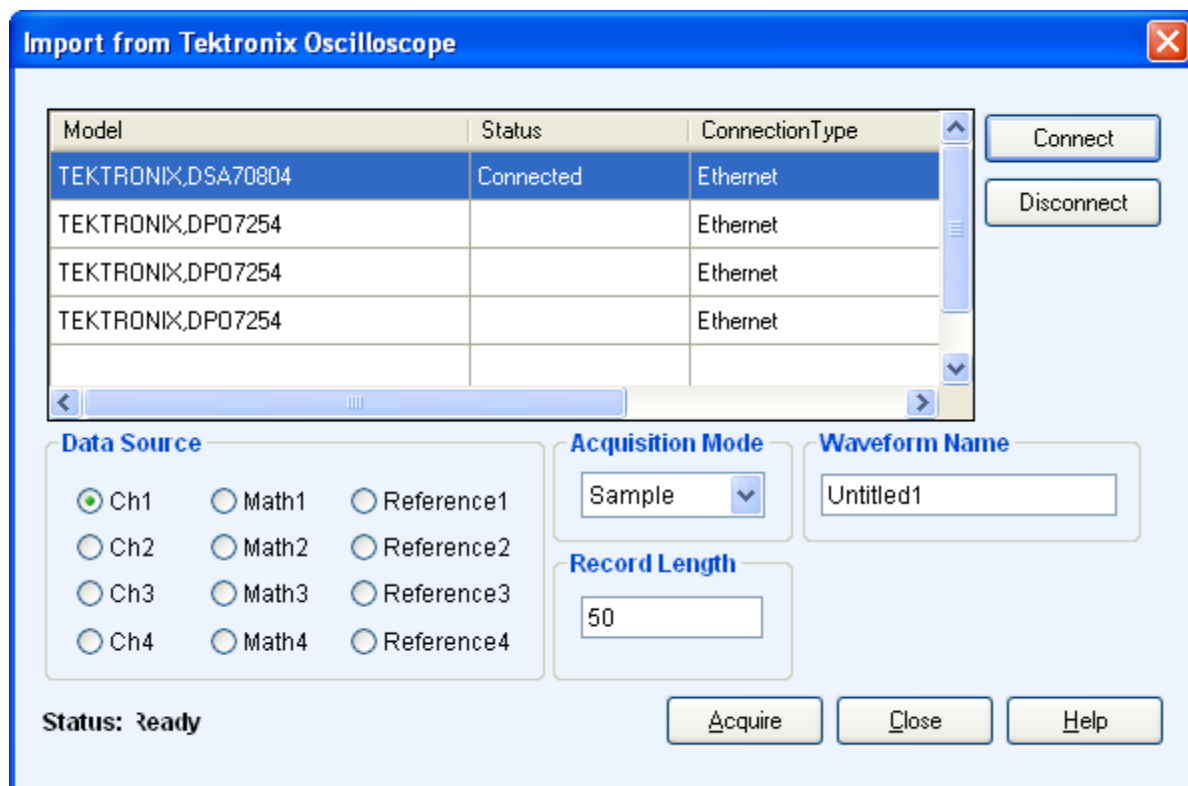 Import from Tektronix Oscilloscope
Model Status ConnectionType
TEKTRONIX,DSA70804 Connected Ethernet
TEKTRONIX,DPO7254 Ethernet
TEKTRONIX,DPO7254 Ethernet
TEKTRONIX,DPO7254 Ethernet
Connect
Disconnect
Data Source
Ch1 Math1 Reference1
Ch2 Math2 Reference2
Ch3 Math3 Reference3
Ch4 Math4 Reference4
Acquisition Mode
Sample
Record Length
50
Waveform Name
Untitled1
Status: Ready
Acquire Close Help